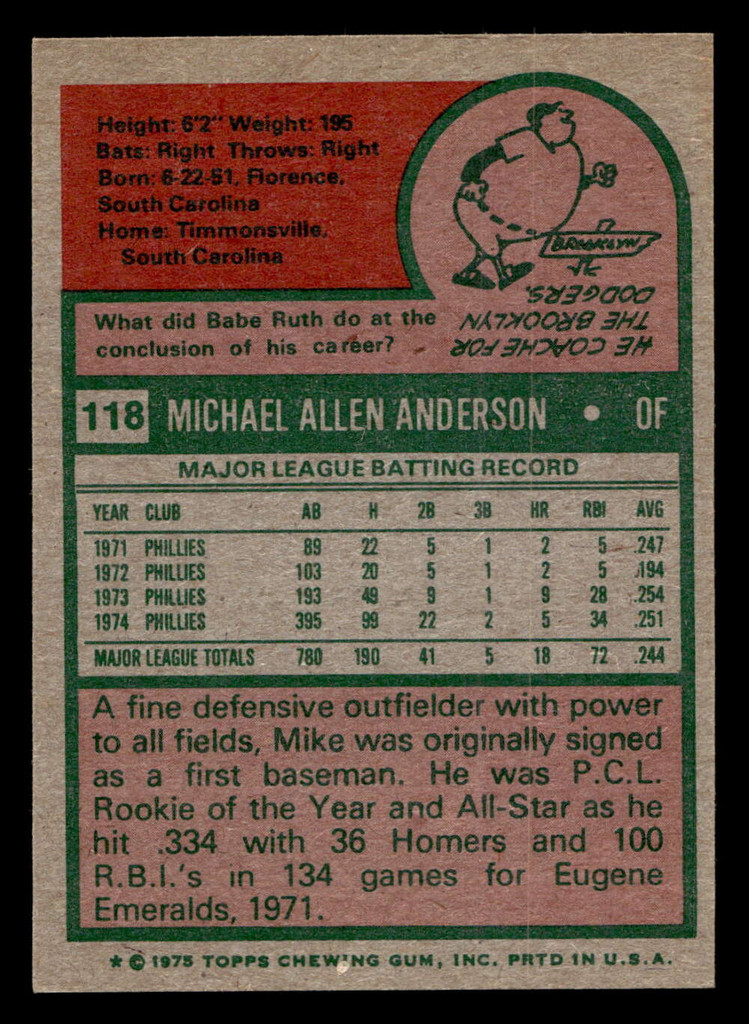 Height: 6'2" Weight: 195
Bats: Right Throws: Right
Born: 6-22-51, Florence,
South Carolina
Home: Timmonsville,
South Carolina
What did Babe Ruth do at the
conclusion of his career?
BROOKLYN
HE COACHED FOR
THE BROOKLYN
DODGERS.
118 MICHAEL ALLEN ANDERSON • OF
MAJOR LEAGUE BATTING RECORD
YEAR CLUB AB H 2B 3B HR RBI AVG
1971 PHILLIES 89 22 5 1 2 5 .247
1972 PHILLIES 103 20 5 1 2 5 .194
1973 PHILLIES 193 49 9 1 9 28 .254
1974 PHILLIES 395 99 22 2 5 34 .251
MAJOR LEAGUE TOTALS 780 190 41 5 18 72 .244
A fine defensive outfielder with power
to all fields, Mike was originally signed
as a first baseman. He was P.C.L.
Rookie of the Year and All-Star as he
hit .334 with 36 Homers and 100
R.B.I.'s in 134 games for Eugene
Emeralds, 1971.
* © 1975 TOPPS CHEWING GUM, INC. PRTD IN U.S.A.